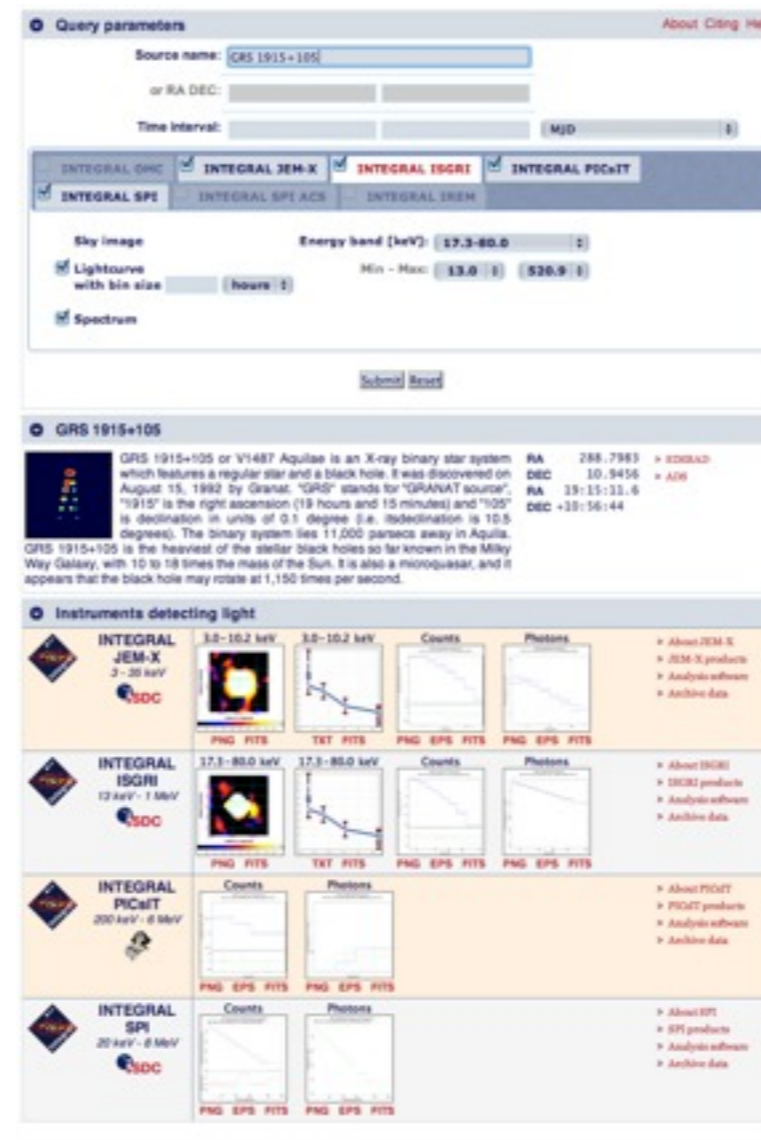 Query parameters
About Citing
Source name: GRS 1915+105
or RA DEC:
Time Interval: MJD
INTEGRAL OMC INTEGRAL JEM-X INTEGRAL ISGRI INTEGRAL PICsIT
INTEGRAL SPI INTEGRAL SPI ACS INTEGRAL IREM
Sky image Energy band [keV]: 17.3-80.0
Lightcurve Min - Max: 13.0 520.9
with bin size hours
Spectrum
Submit Reset
GRS 1915+105
GRS 1915+105 or V1487 Aquilae is an X-ray binary star system
which features a regular star and a black hole. It was discovered on
August 15, 1992 by Granat. "GRS" stands for "GRANAT source",
"1915" is the right ascension (19 hours and 15 minutes) and "105"
is declination in units of 0.1 degree (i.e. itsdeclination is 10.5
degrees). The binary system lies 11,000 parsecs away in Aquila.
GRS 1915+105 is the heaviest of the stellar black holes so far known in the Milky
Way Galaxy, with 10 to 18 times the mass of the Sun. It is also a microquasar, and it
appears that the black hole may rotate at 1,150 times per second.
RA 288.7983
DEC 10.9456
RA 19:15:11.6
DEC +10:56:44
SIMBAD
ADS
Instruments detecting light
INTEGRAL
JEM-X
3 - 35 keV
ISDC
3.0-10.2 keV
PNG FITS
3.0-10.2 keV
TXT FITS
Counts
PNG EPS FITS
Photons
PNG EPS FITS
About JEM-X
JEM-X products
Analysis software
Archive data
INTEGRAL
ISGRI
13 keV - 1 MeV
ISDC
17.3-80.0 keV
PNG FITS
17.3-80.0 keV
TXT FITS
Counts
PNG EPS FITS
Photons
PNG EPS FITS
About ISGRI
ISGRI products
Analysis software
Archive data
INTEGRAL
PICsIT
200 keV - 6 MeV
Counts
PNG EPS FITS
Photons
PNG EPS FITS
About PICsIT
PICsIT products
Analysis software
Archive data
INTEGRAL
SPI
20 keV - 8 MeV
ISDC
Counts
PNG EPS FITS
Photons
PNG EPS FITS
About SPI
SPI products
Analysis software
Archive data